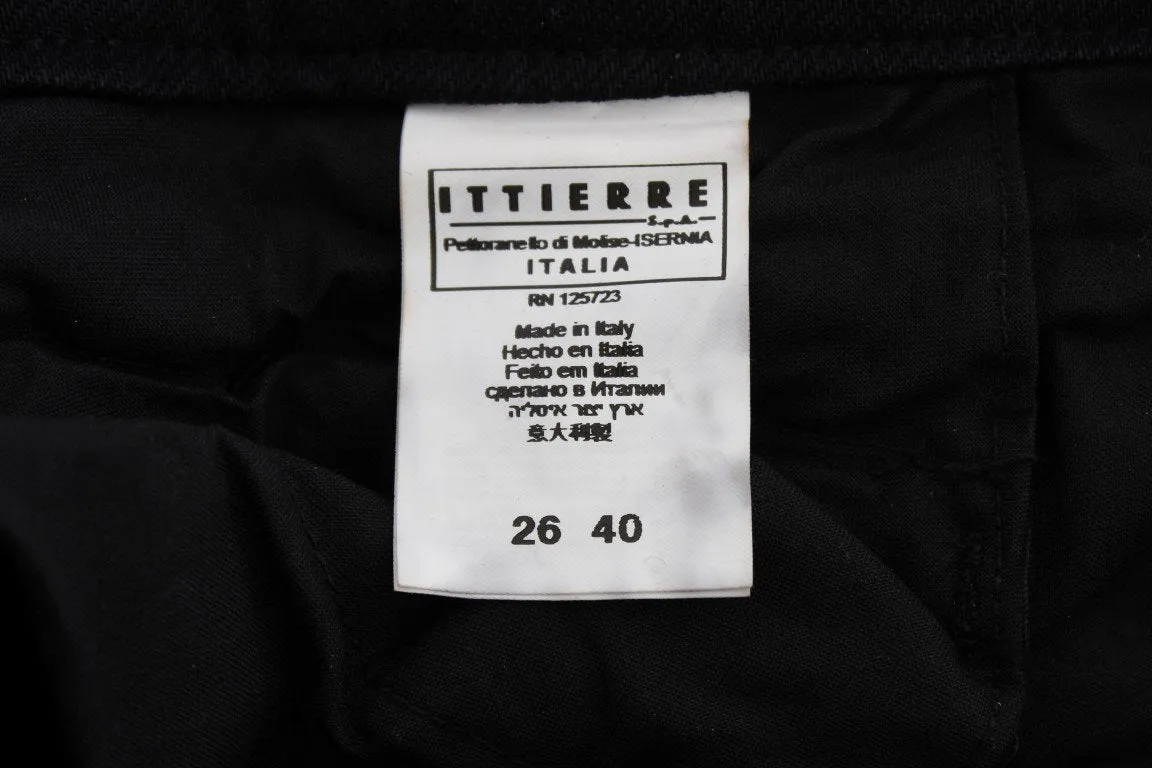 ITTIERRE
S.p.A.
Pettoranello di Molise-ISERNIA
ITALIA
RN 125723
Made in Italy
Hecho en Italia
Feito em Italia
сделано в Италии
ארץ יצור איטליה
意大利製
26 40